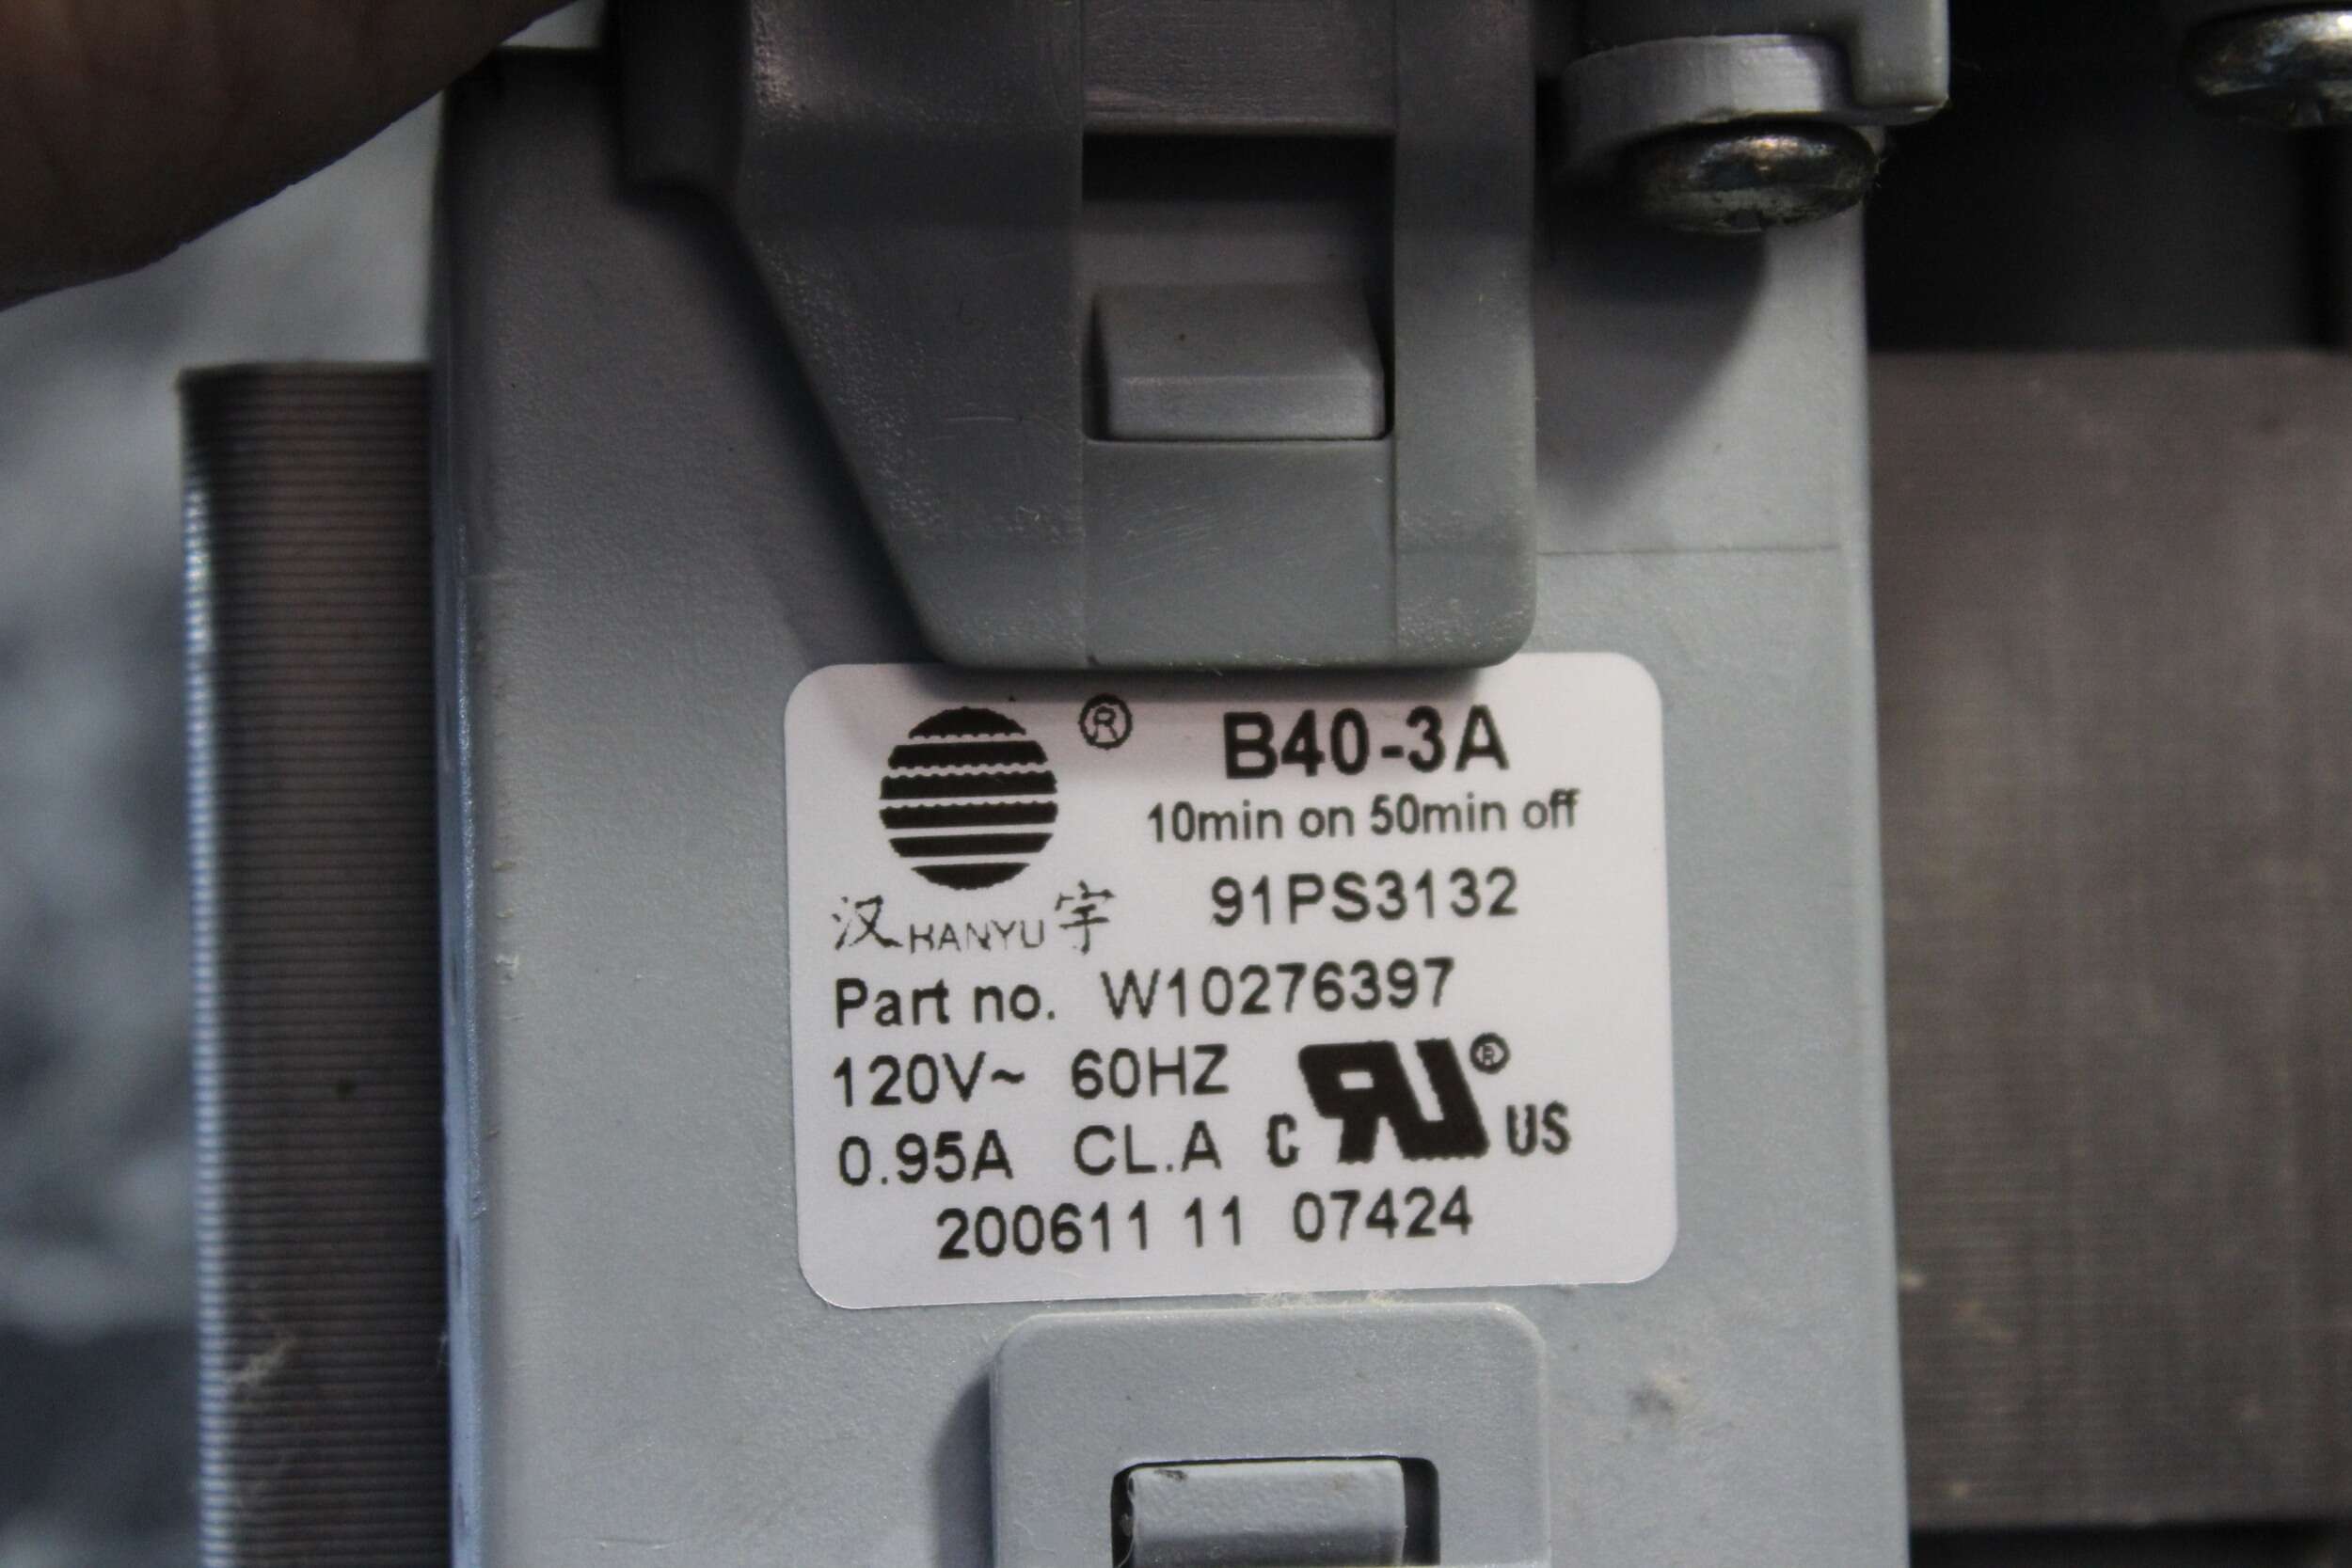 ® B40-3A
10min on 50min off
汉HANYU宇 91PS3132
Part no. W10276397
120V~ 60HZ
0.95A CL.A C RU® US
200611 11 07424